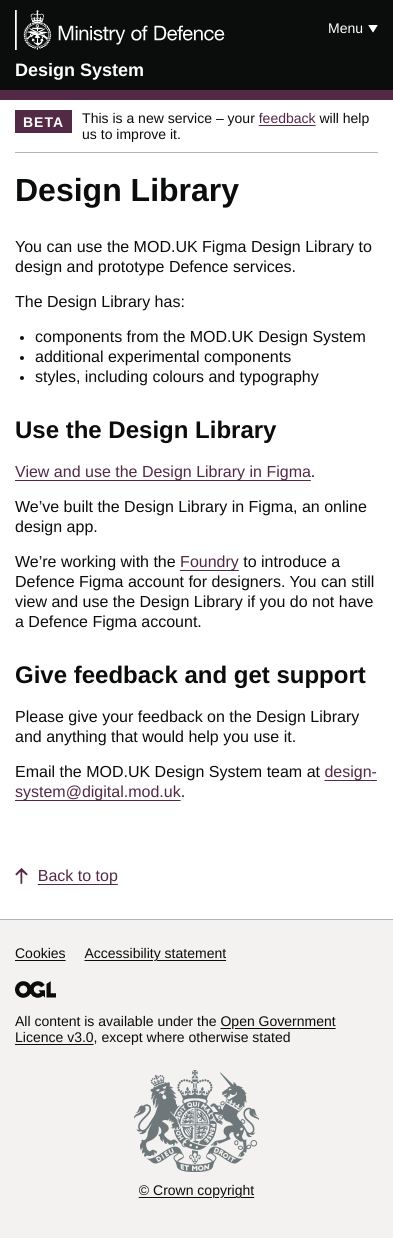 Ministry of Defence
Menu
Design System
BETA
This is a new service – your feedback will help
us to improve it.
Design Library
You can use the MOD.UK Figma Design Library to
design and prototype Defence services.
The Design Library has:
• components from the MOD.UK Design System
• additional experimental components
• styles, including colours and typography
Use the Design Library
View and use the Design Library in Figma.
We’ve built the Design Library in Figma, an online
design app.
We’re working with the Foundry to introduce a
Defence Figma account for designers. You can still
view and use the Design Library if you do not have
a Defence Figma account.
Give feedback and get support
Please give your feedback on the Design Library
and anything that would help you use it.
Email the MOD.UK Design System team at design-
system@digital.mod.uk.
Back to top
Cookies Accessibility statement
OGL
All content is available under the Open Government
Licence v3.0, except where otherwise stated
DIEU ET MON DROIT
© Crown copyright